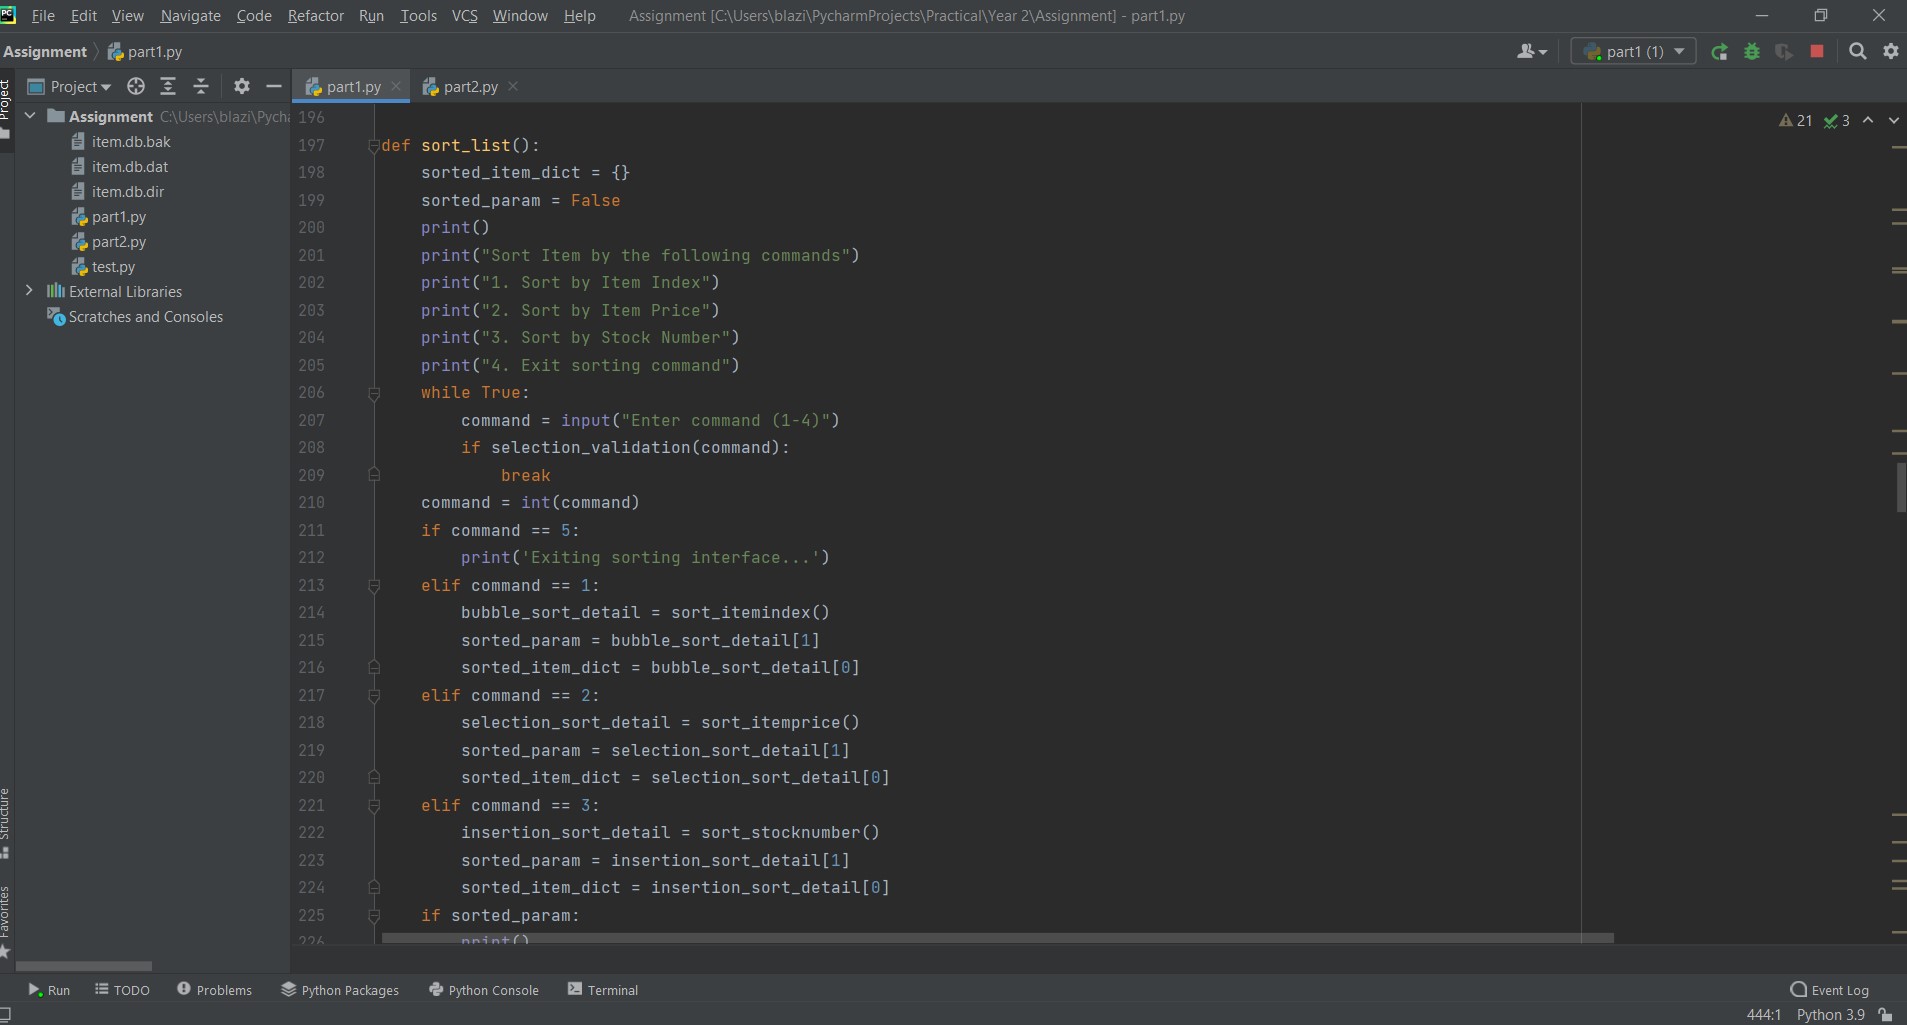 PC File Edit View Navigate Code Refactor Run Tools VCS Window Help Assignment [C:\Users\blazi\PycharmProjects\Practical\Year 2\Assignment] - part1.py
Assignment part1.py part1 (1)
Project Project part1.py part2.py
Assignment C:\Users\blazi\Pycha
item.db.bak
item.db.dat
item.db.dir
part1.py
part2.py
test.py
External Libraries
Scratches and Consoles
21 3
196
197 def sort_list():
198 sorted_item_dict = {}
199 sorted_param = False
200 print()
201 print("Sort Item by the following commands")
202 print("1. Sort by Item Index")
203 print("2. Sort by Item Price")
204 print("3. Sort by Stock Number")
205 print("4. Exit sorting command")
206 while True:
207 command = input("Enter command (1-4)")
208 if selection_validation(command):
209 break
210 command = int(command)
211 if command == 5:
212 print('Exiting sorting interface...')
213 elif command == 1:
214 bubble_sort_detail = sort_itemindex()
215 sorted_param = bubble_sort_detail[1]
216 sorted_item_dict = bubble_sort_detail[0]
217 elif command == 2:
218 selection_sort_detail = sort_itemprice()
219 sorted_param = selection_sort_detail[1]
220 sorted_item_dict = selection_sort_detail[0]
221 elif command == 3:
222 insertion_sort_detail = sort_stocknumber()
223 sorted_param = insertion_sort_detail[1]
224 sorted_item_dict = insertion_sort_detail[0]
225 if sorted_param:
226 print()
Structure
Favorites
Run TODO Problems Python Packages Python Console Terminal Event Log
444:1 Python 3.9